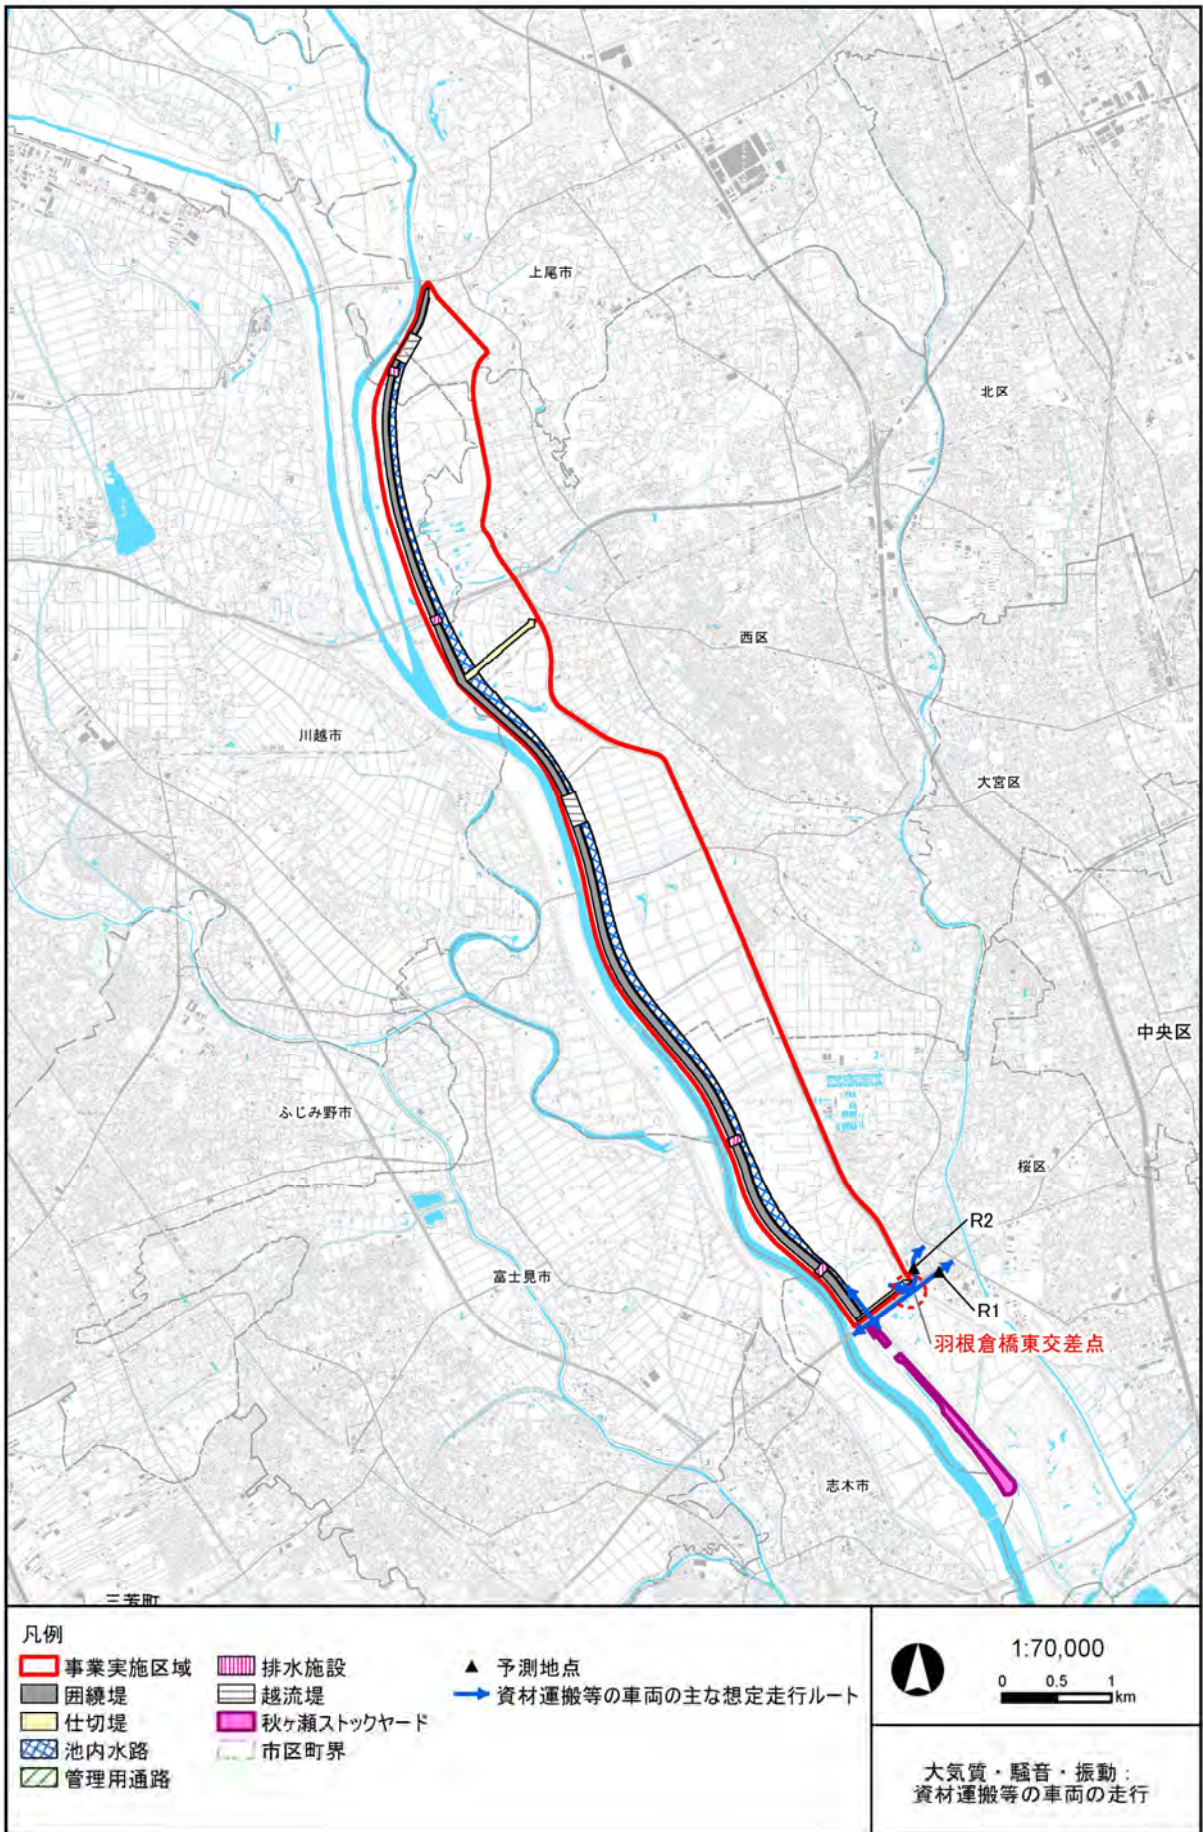 上尾市
北区
西区
川越市
大宮区
中央区
ふじみ野市
桜区
R2
富士見市
R1
羽根倉橋東交差点
志木市
三芳町
凡例
事業実施区域
囲繞堤
仕切堤
池内水路
管理用通路
排水施設
越流堤
秋ヶ瀬ストックヤード
市区町界
予測地点
資材運搬等の車両の主な想定走行ルート
1:70,000
0 0.5 1
km
大気質・騒音・振動：
資材運搬等の車両の走行